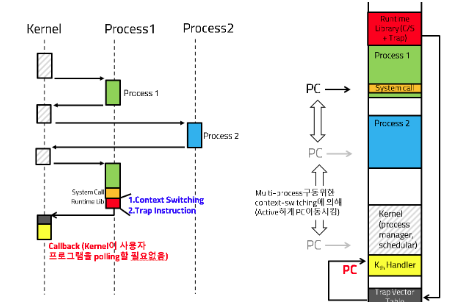 Kernel
Process1
Process2
Process 1
Process 2
System Call
Runtime Lib
1.Context Switching
2.Trap Instruction
Callback (Kernel이 사용자
프로그램을 polling할 필요없음)
Runtime
Library (C/S
+ Trap)
Process 1
System call
PC
Process 2
PC
Multi-process구동위한
context-switching에 의해
(Active하게 PC이동시킴)
PC
Kernel
(process
manager,
schedular)
PC
Kth Handler
Trap Vector
Table